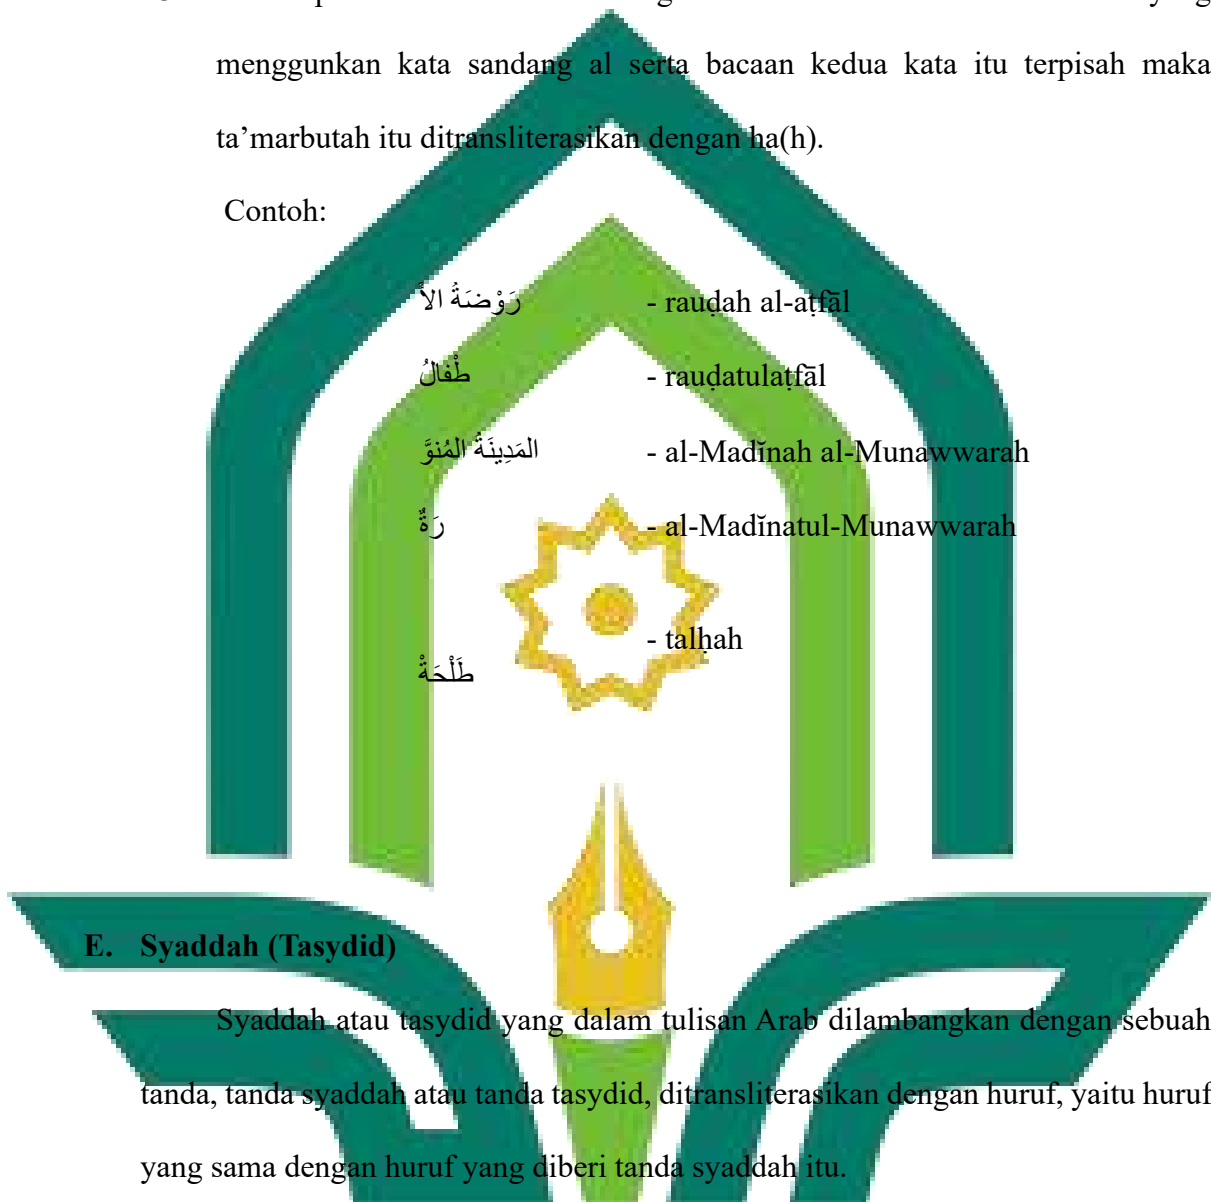 menggunkan kata sandang al serta bacaan kedua kata itu terpisah maka
ta’marbutah itu ditransliterasikan dengan ha(h).
Contoh:
رَوْضَةُ الأَ - rauḍah al-aṭfāl
طْفَالُ - rauḍatulaṭfāl
المَدِينَةُ المُنَوَّ - al-Madĭnah al-Munawwarah
رَةٌ - al-Madĭnatul-Munawwarah
- talḥah
طَلْحَةْ
E. Syaddah (Tasydid)
Syaddah atau tasydid yang dalam tulisan Arab dilambangkan dengan sebuah
tanda, tanda syaddah atau tanda tasydid, ditransliterasikan dengan huruf, yaitu huruf
yang sama dengan huruf yang diberi tanda syaddah itu.